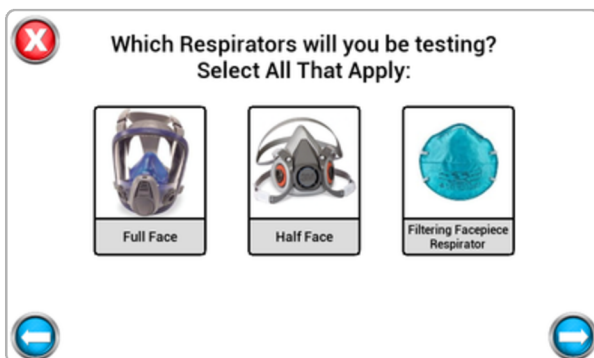 Which Respirators will you be testing?
Select All That Apply:
Full Face
Half Face
Filtering Facepiece
Respirator